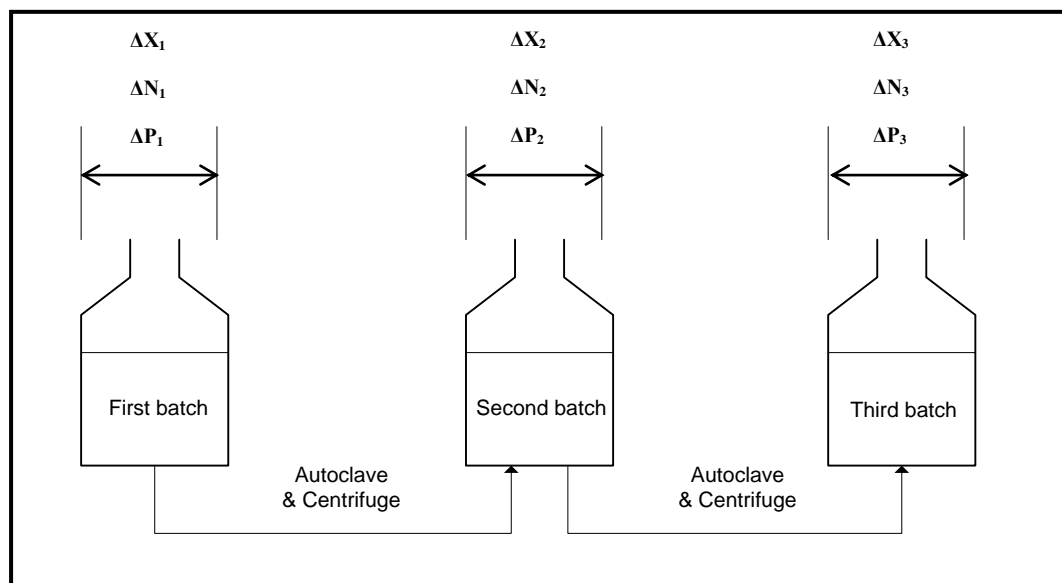 ΔX₁ ΔX₂ ΔX₃
ΔN₁ ΔN₂ ΔN₃
ΔP₁ ΔP₂ ΔP₃
First batch
Second batch
Third batch
Autoclave
& Centrifuge
Autoclave
& Centrifuge